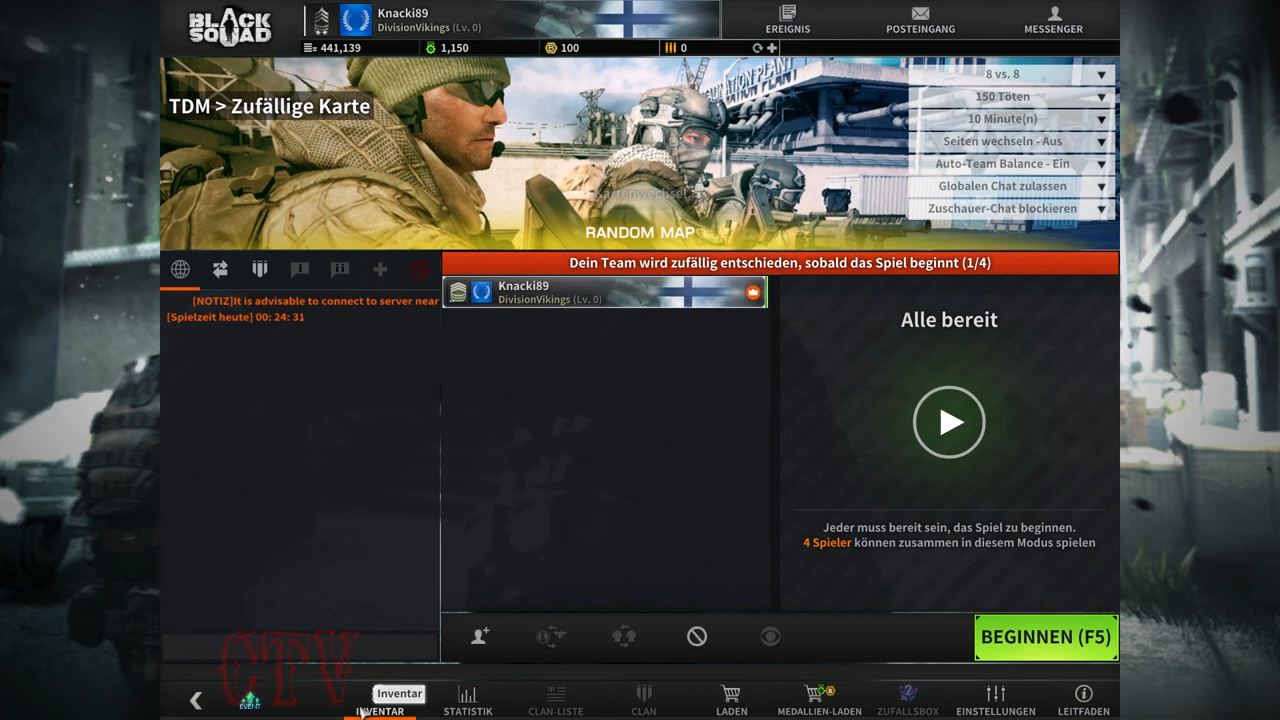 BLACK SQUAD
Knacki89
DivisionVikings (Lv. 0)
EREIGNIS
POSTEINGANG
MESSENGER
441,139
1,150
100
0
TDM > Zufällige Karte
8 vs. 8
150 Töten
10 Minute(n)
Seiten wechseln - Aus
Auto-Team Balance - Ein
Globalen Chat zulassen
Zuschauer-Chat blockieren
Kartenwechsel
RANDOM MAP
Dein Team wird zufällig entschieden, sobald das Spiel beginnt (1/4)
[NOTIZ]It is advisable to connect to server near
[Spielzeit heute] 00: 24: 31
Knacki89
DivisionVikings (Lv. 0)
Alle bereit
Jeder muss bereit sein, das Spiel zu beginnen.
4 Spieler können zusammen in diesem Modus spielen
BEGINNEN (F5)
CTV
EVENT
Inventar
INVENTAR
STATISTIK
CLAN-LISTE
CLAN
LADEN
MEDALLIEN-LADEN
ZUFALLSBOX
EINSTELLUNGEN
LEITFADEN